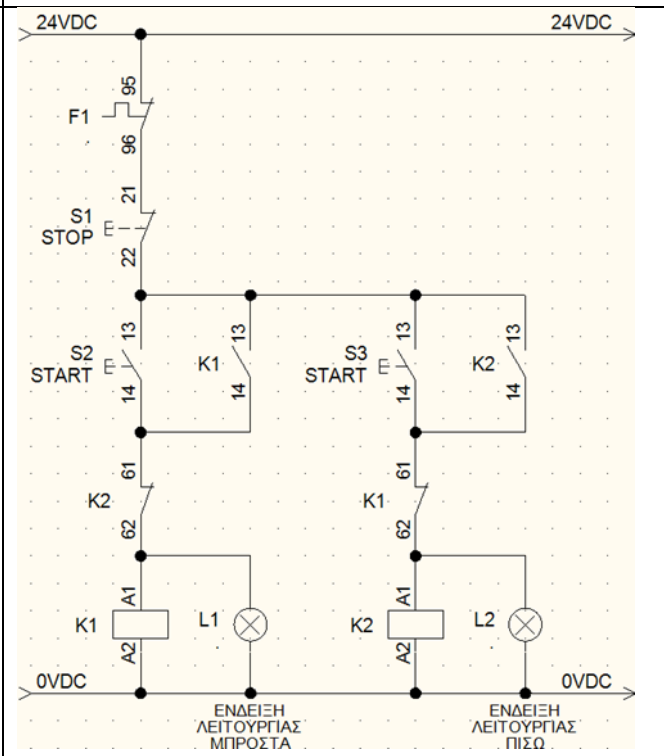 24VDC 24VDC
95
F1
96
21
S1
STOP
22
13 13 13 13
S2 K1 S3 K2
START START
14 14 14 14
61 61
K2 K1
62 62
A1 A1
K1 L1 K2 L2
A2 A2
0VDC 0VDC
ΕΝΔΕΙΞΗ ΕΝΔΕΙΞΗ
ΛΕΙΤΟΥΡΓΙΑΣ ΛΕΙΤΟΥΡΓΙΑΣ
ΜΠΡΟΣΤΑ ΠΙΣΩ